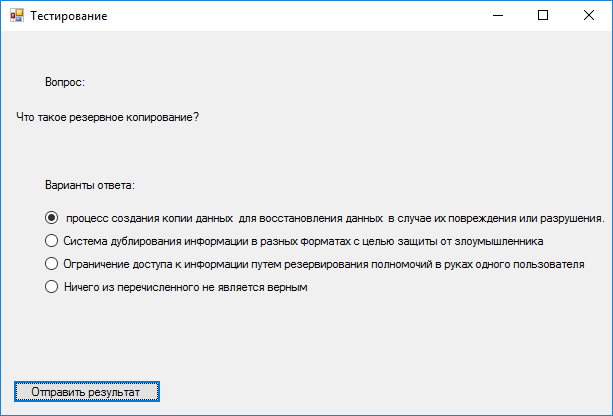 Тестирование
Вопрос:
Что такое резервное копирование?
Варианты ответа:
процесс создания копии данных для восстановления данных в случае их повреждения или разрушения.
Система дублирования информации в разных форматах с целью защиты от злоумышленника
Ограничение доступа к информации путем резервирования полномочий в руках одного пользователя
Ничего из перечисленного не является верным
Отправить результат